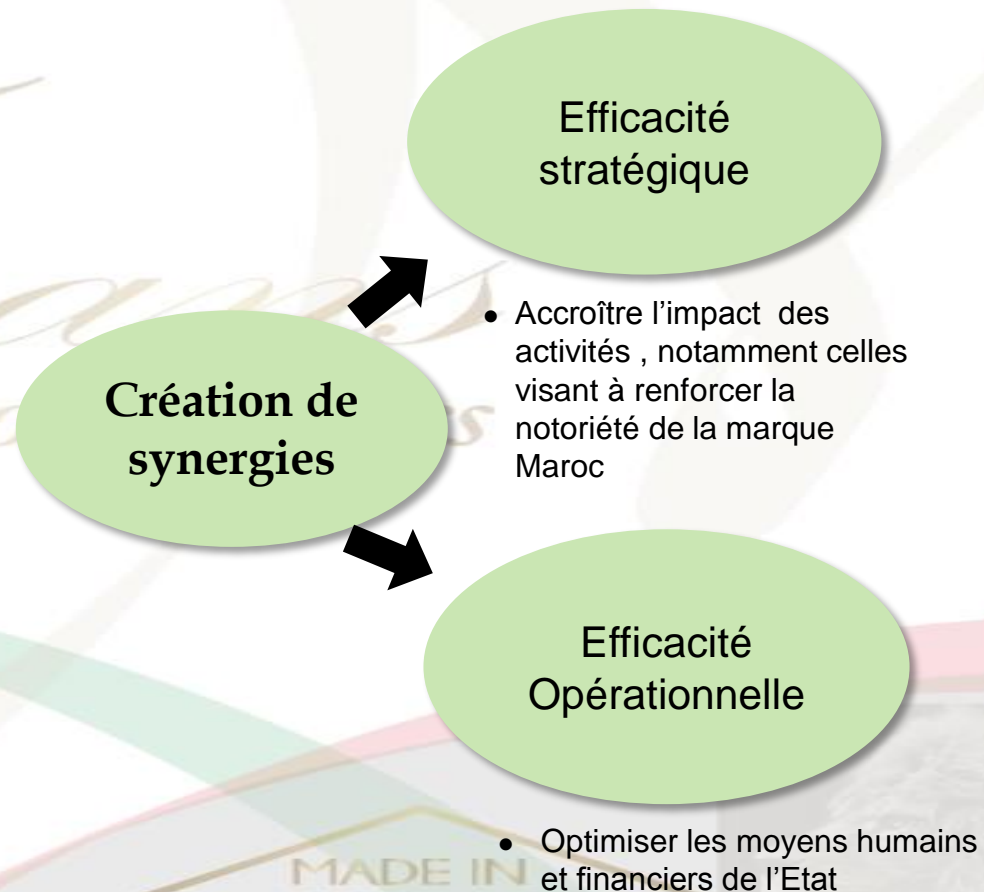 Efficacité
stratégique
Accroître l’impact des
activités , notamment celles
visant à renforcer la
notoriété de la marque
Maroc
Création de
synergies
Efficacité
Opérationnelle
• Optimiser les moyens humains
et financiers de l’Etat
MADE IN